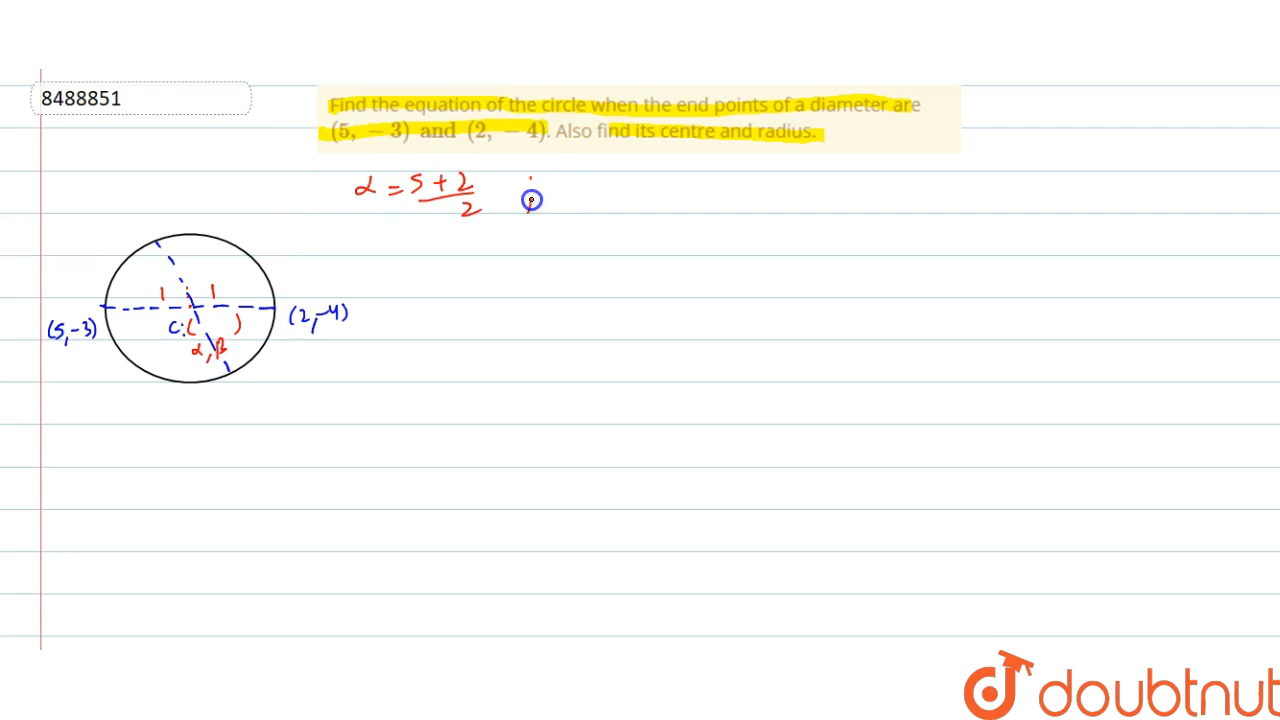 8488851
Find the equation of the circle when the end points of a diameter are
(5, − 3) and (2, − 4). Also find its centre and radius.
α = 5 + 2
2
;
(5,-3)
C:( )
α, β
(2,-4)
doubtnut